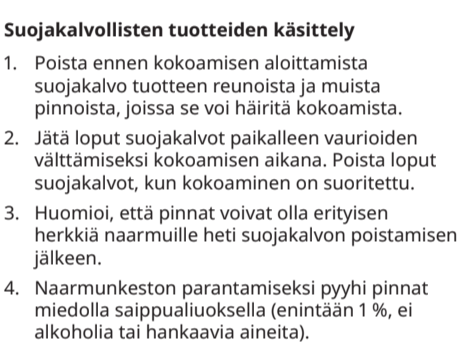 Suojakalvollisten tuotteiden käsittely
1. Poista ennen kokoamisen aloittamista
suojakalvo tuotteen reunoista ja muista
pinnoista, joissa se voi häiritä kokoamista.
2. Jätä loput suojakalvot paikalleen vaurioiden
välttämiseksi kokoamisen aikana. Poista loput
suojakalvot, kun kokoaminen on suoritettu.
3. Huomioi, että pinnat voivat olla erityisen
herkkiä naarmuille heti suojakalvon poistamisen
jälkeen.
4. Naarmunkeston parantamiseksi pyyhi pinnat
miedolla saippualiuoksella (enintään 1 %, ei
alkoholia tai hankaavia aineita).